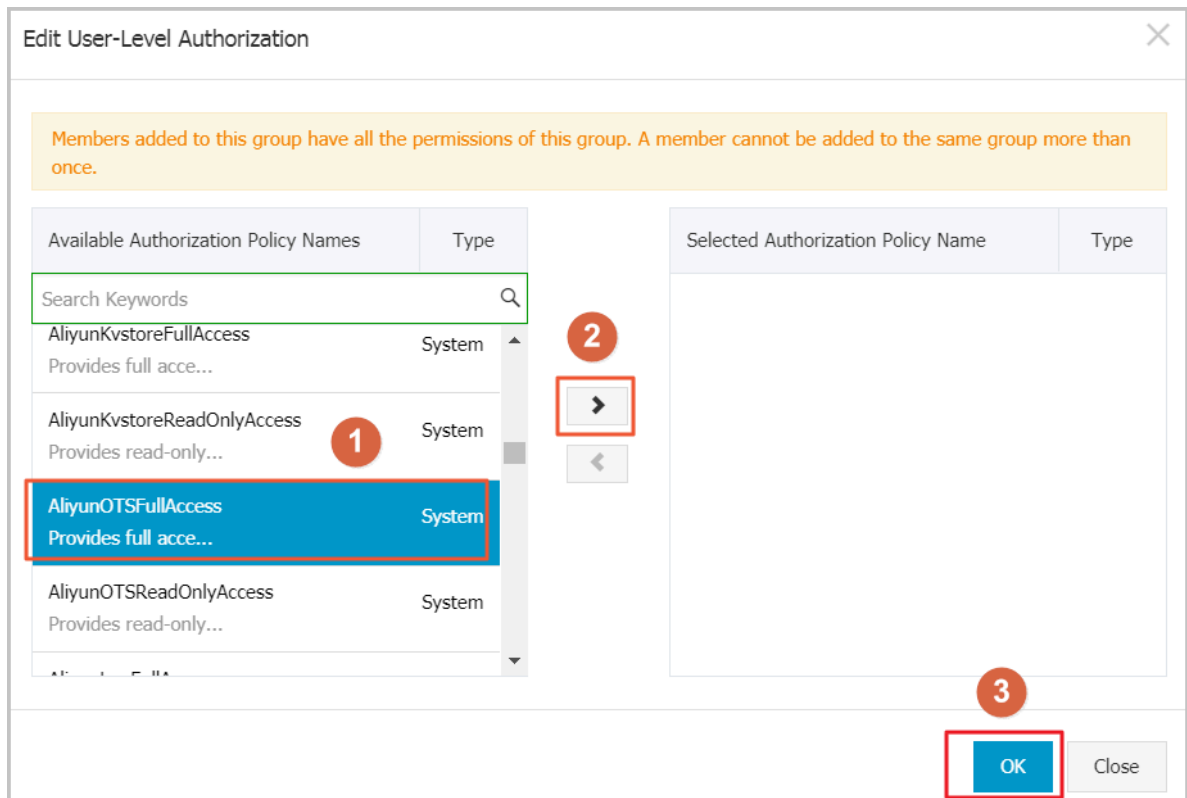 Edit User-Level Authorization
Members added to this group have all the permissions of this group. A member cannot be added to the same group more than
once.
Available Authorization Policy Names Type
Search Keywords
AliyunKvstoreFullAccess System
Provides full acce...
AliyunKvstoreReadOnlyAccess System
Provides read-only...
1
AliyunOTSFullAccess System
Provides full acce...
AliyunOTSReadOnlyAccess System
Provides read-only...
2
Selected Authorization Policy Name Type
3
OK Close